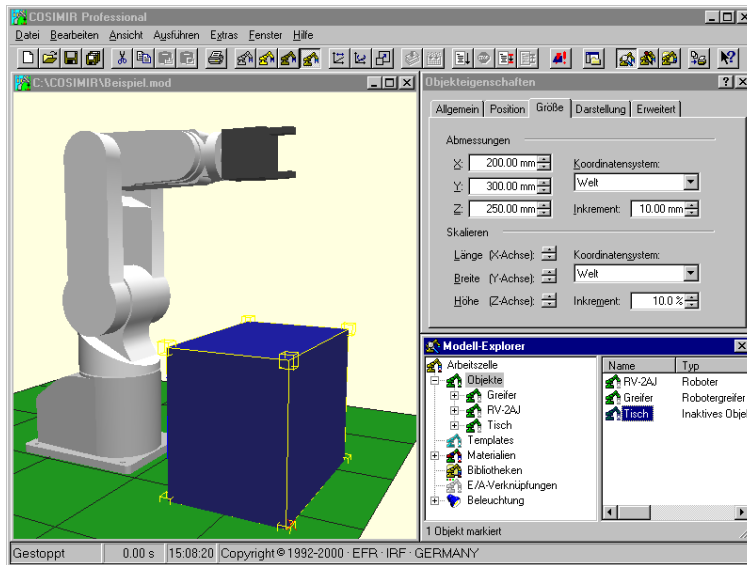 COSIMIR Professional
Datei Bearbeiten Ansicht Ausführen Extras Fenster Hilfe
C:\COSIMIR\Beispiel.mod
Objekteigenschaften
Allgemein Position Größe Darstellung Erweitert
Abmessungen
X: 200.00 mm Koordinatensystem:
Y: 300.00 mm Welt
Z: 250.00 mm Inkrement: 10.00 mm
Skalieren
Länge (X-Achse): Koordinatensystem:
Breite (Y-Achse): Welt
Höhe (Z-Achse): Inkrement: 10.0 %
Modell-Explorer
Arbeitszelle
Objekte
Greifer
RV-2AJ
Tisch
Templates
Materialien
Bibliotheken
E/A-Verknüpfungen
Beleuchtung
Name Typ
RV-2AJ Roboter
Greifer Robotergreifer
Tisch Inaktives Objel
1 Objekt markiert
Gestoppt 0.00 s 15:08:20 Copyright © 1992-2000 · EFR · IRF · GERMANY